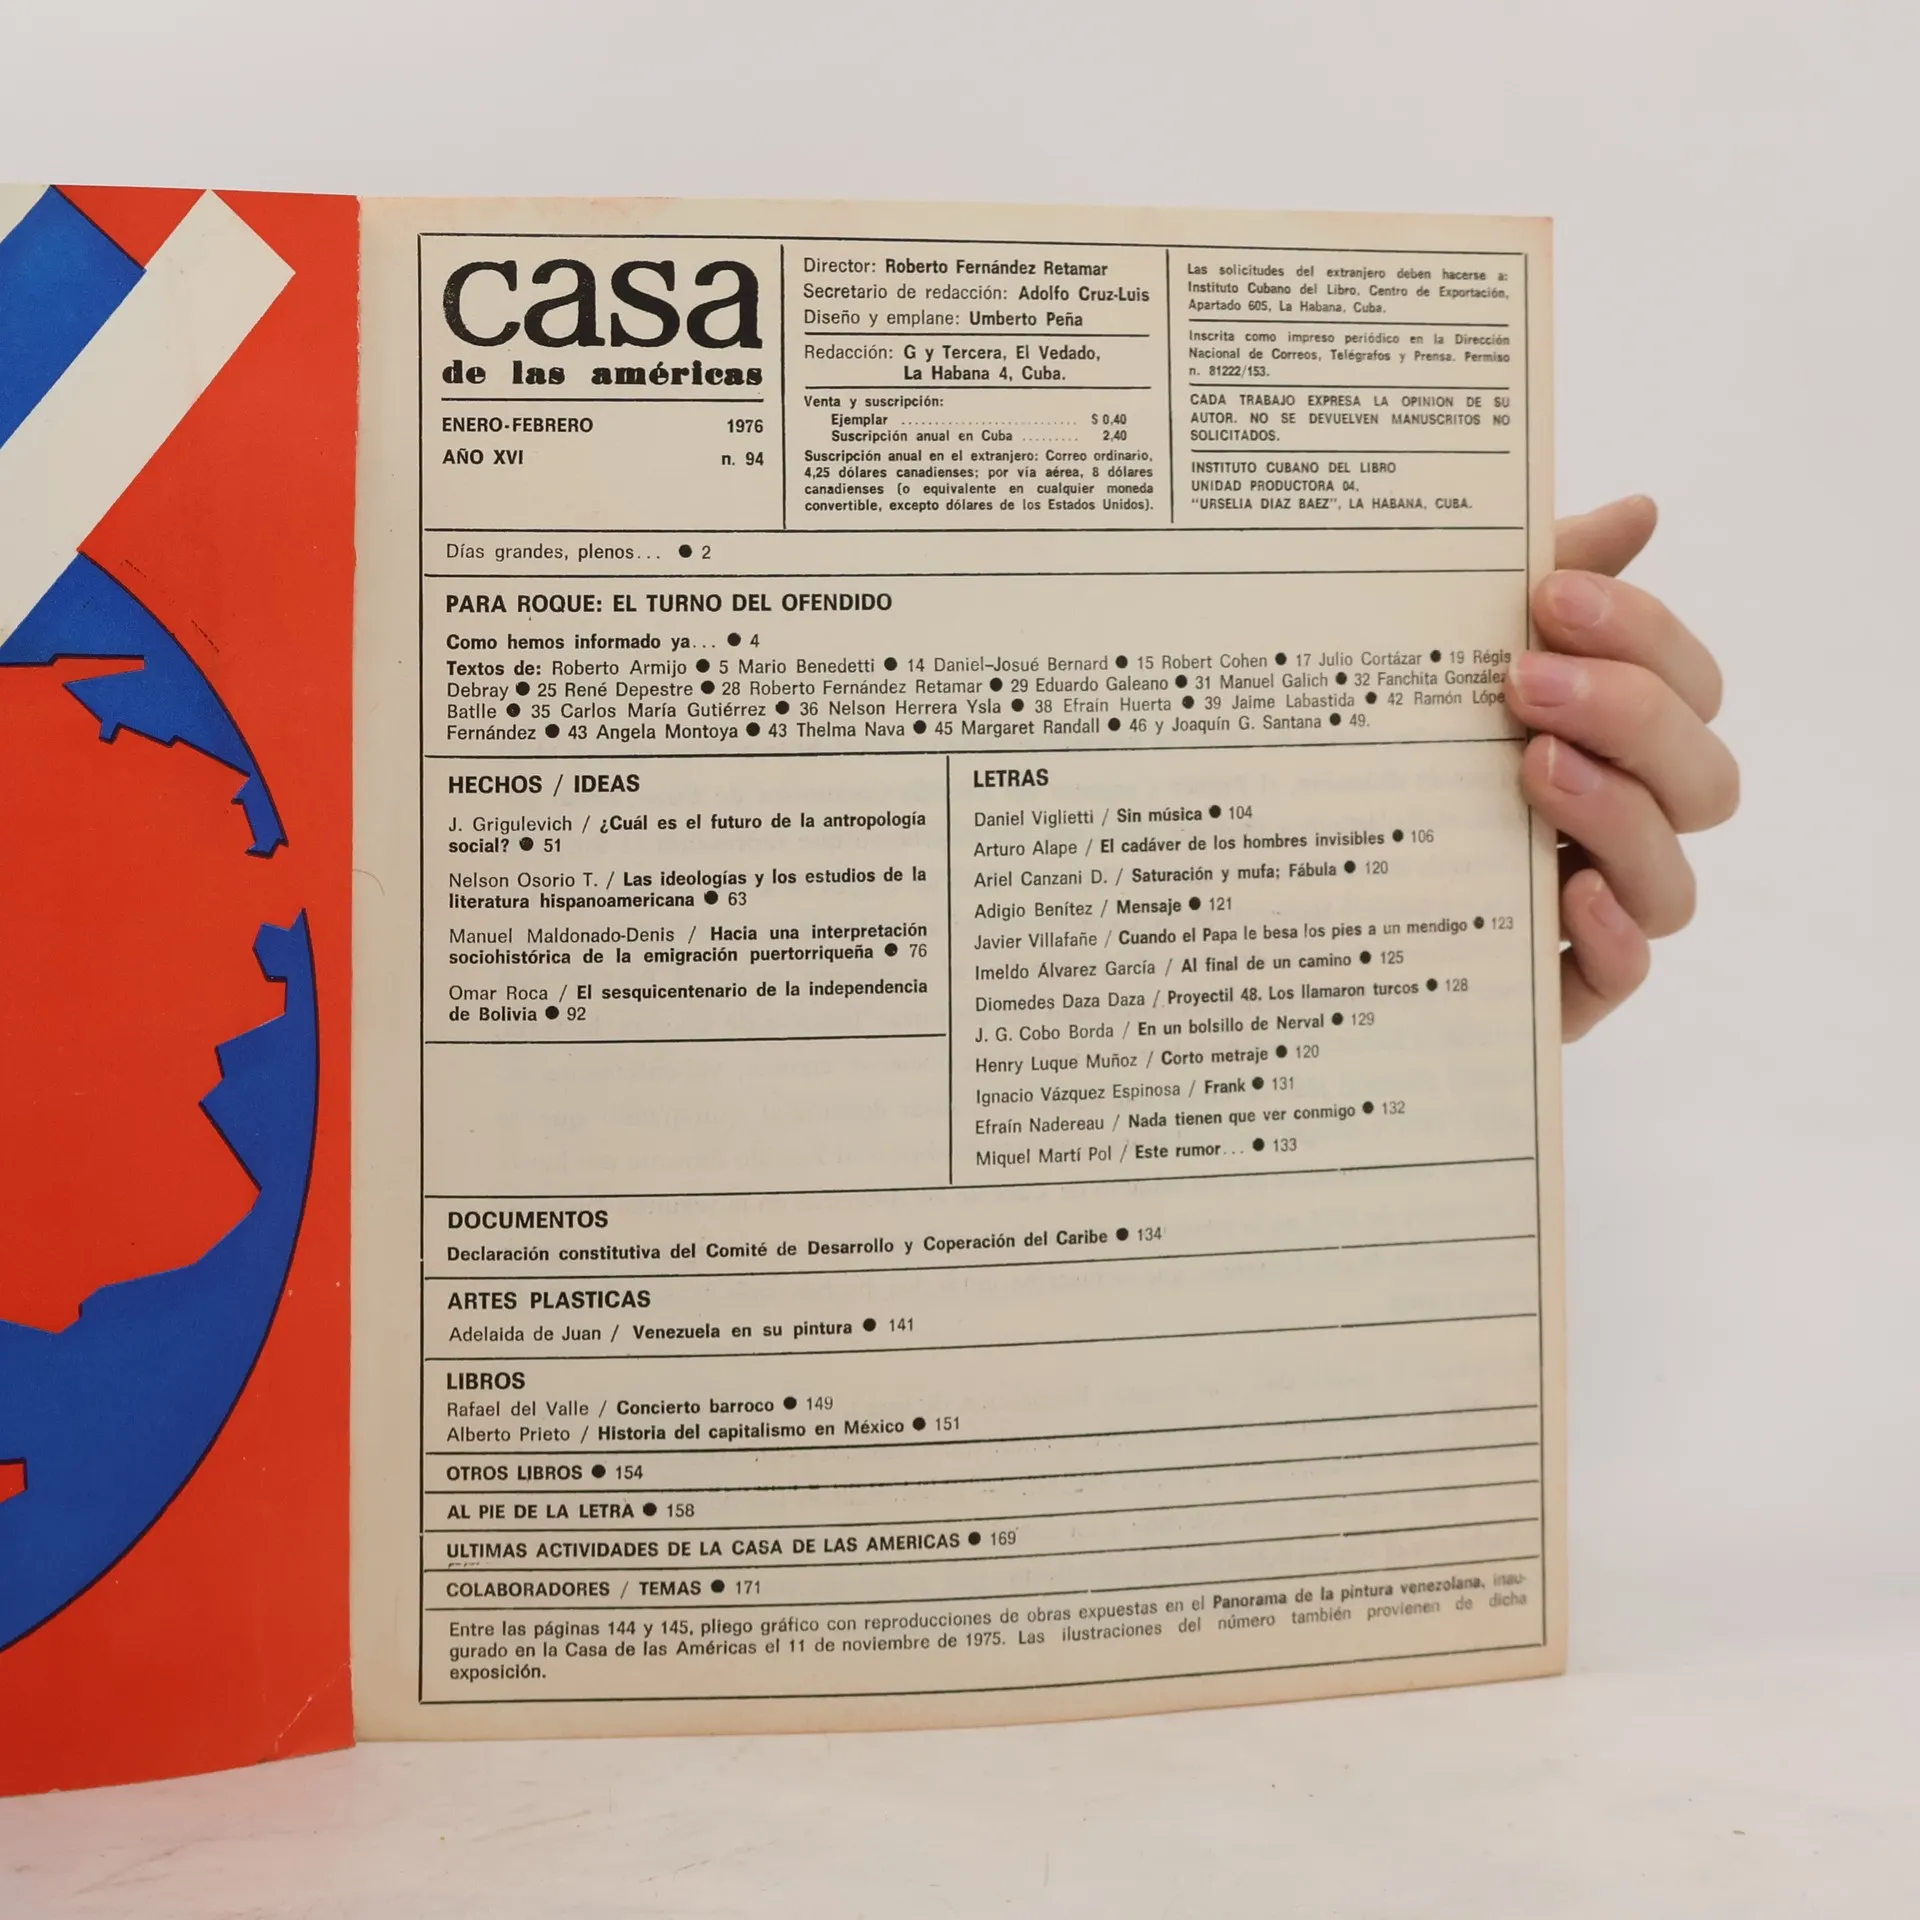 casa
de las américas
ENERO-FEBRERO 1976
AÑO XVI n. 94
Director: Roberto Fernández Retamar
Secretario de redacción: Adolfo Cruz-Luis
Diseño y emplane: Umberto Peña
Redacción: G y Tercera, El Vedado,
La Habana 4, Cuba.
Venta y suscripción:
Ejemplar .......................... $ 0,40
Suscripción anual en Cuba ......... 2,40
Suscripción anual en el extranjero: Correo ordinario,
4,25 dólares canadienses; por vía aérea, 8 dólares
canadienses (o equivalente en cualquier moneda
convertible, excepto dólares de los Estados Unidos).
Las solicitudes del extranjero deben hacerse a:
Instituto Cubano del Libro, Centro de Exportación,
Apartado 605, La Habana, Cuba.
Inscrita como impreso periódico en la Dirección
Nacional de Correos, Telégrafos y Prensa. Permiso
n. 81222/153.
CADA TRABAJO EXPRESA LA OPINION DE SU
AUTOR. NO SE DEVUELVEN MANUSCRITOS NO
SOLICITADOS.
INSTITUTO CUBANO DEL LIBRO
UNIDAD PRODUCTORA 04,
"URSELIA DIAZ BAEZ", LA HABANA, CUBA.
Días grandes, plenos... ● 2
PARA ROQUE: EL TURNO DEL OFENDIDO
Como hemos informado ya... ● 4
Textos de: Roberto Armijo ● 5 Mario Benedetti ● 14 Daniel–Josué Bernard ● 15 Robert Cohen ● 17 Julio Cortázar ● 19 Régis
Debray ● 25 René Depestre ● 28 Roberto Fernández Retamar ● 29 Eduardo Galeano ● 31 Manuel Galich ● 32 Fanchita González
Batlle ● 35 Carlos María Gutiérrez ● 36 Nelson Herrera Ysla ● 38 Efraín Huerta ● 39 Jaime Labastida ● 42 Ramón Lópe
Fernández ● 43 Angela Montoya ● 43 Thelma Nava ● 45 Margaret Randall ● 46 y Joaquín G. Santana ● 49.
HECHOS / IDEAS
J. Grigulevich / ¿Cuál es el futuro de la antropología
social? ● 51
Nelson Osorio T. / Las ideologías y los estudios de la
literatura hispanoamericana ● 63
Manuel Maldonado-Denis / Hacia una interpretación
sociohistórica de la emigración puertorriqueña ● 76
Omar Roca / El sesquicentenario de la independencia
de Bolivia ● 92
LETRAS
Daniel Viglietti / Sin música ● 104
Arturo Alape / El cadáver de los hombres invisibles ● 106
Ariel Canzani D. / Saturación y mufa; Fábula ● 120
Adigio Benítez / Mensaje ● 121
Javier Villafañe / Cuando el Papa le besa los pies a un mendigo ● 123
Imeldo Álvarez García / Al final de un camino ● 125
Diomedes Daza Daza / Proyectil 48. Los llamaron turcos ● 128
J. G. Cobo Borda / En un bolsillo de Nerval ● 129
Henry Luque Muñoz / Corto metraje ● 120
Ignacio Vázquez Espinosa / Frank ● 131
Efraín Nadereau / Nada tienen que ver conmigo ● 132
Miquel Martí Pol / Este rumor... ● 133
DOCUMENTOS
Declaración constitutiva del Comité de Desarrollo y Coperación del Caribe ● 134
ARTES PLASTICAS
Adelaida de Juan / Venezuela en su pintura ● 141
LIBROS
Rafael del Valle / Concierto barroco ● 149
Alberto Prieto / Historia del capitalismo en México ● 151
OTROS LIBROS ● 154
AL PIE DE LA LETRA ● 158
ULTIMAS ACTIVIDADES DE LA CASA DE LAS AMERICAS ● 169
COLABORADORES / TEMAS ● 171
Entre las páginas 144 y 145, pliego gráfico con reproducciones de obras expuestas en el Panorama de la pintura venezolana, inau-
gurado en la Casa de las Américas el 11 de noviembre de 1975. Las ilustraciones del número también provienen de dicha
exposición.